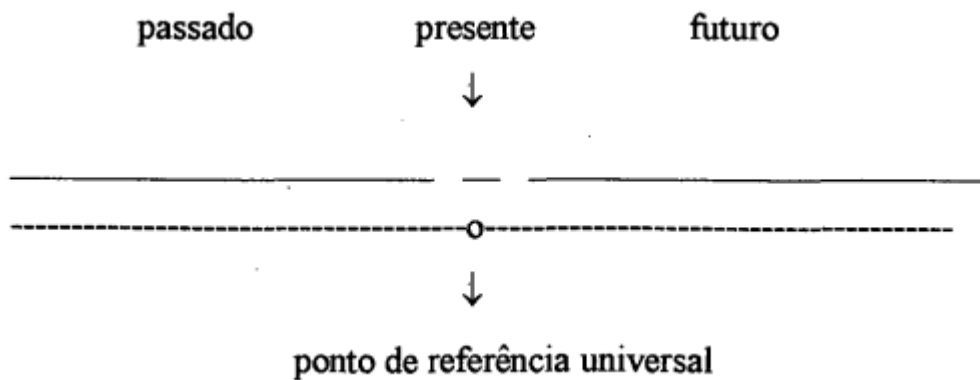 passado presente futuro
ponto de referência universal